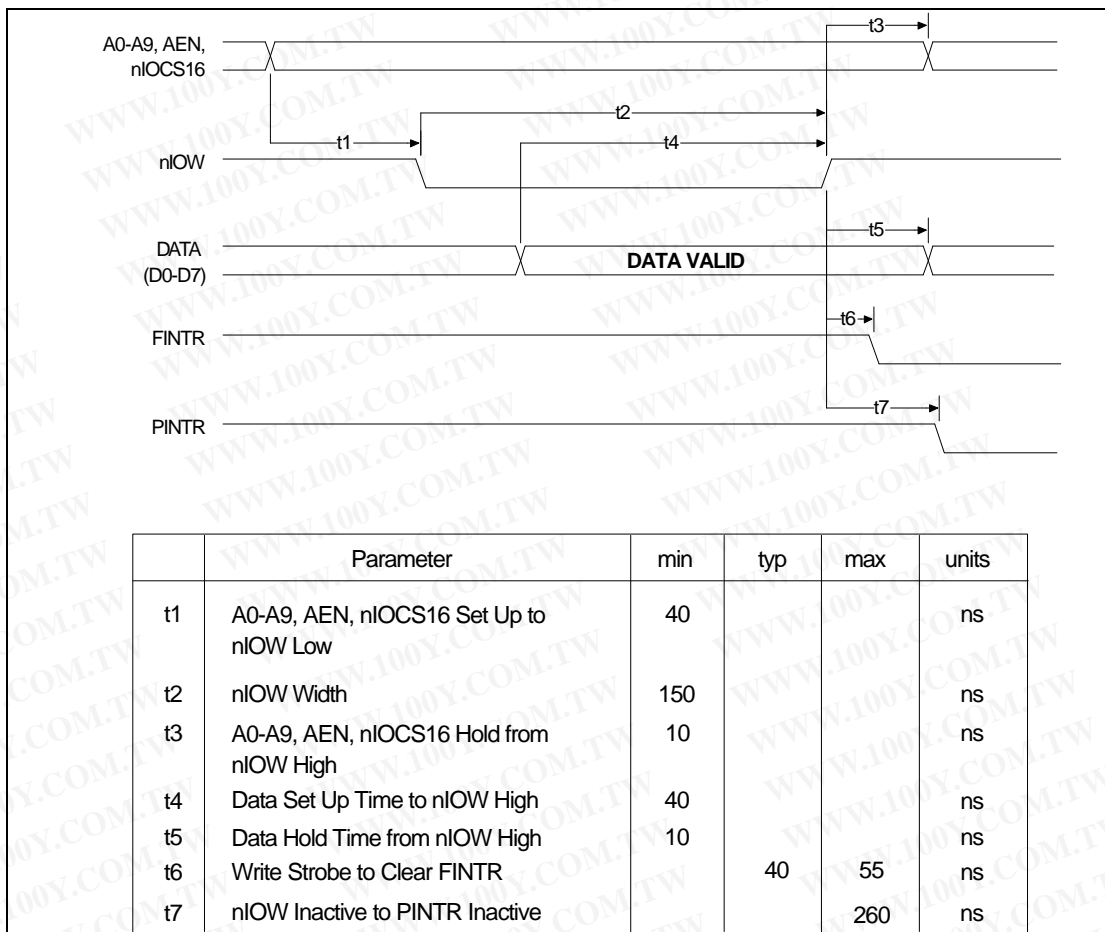 t3
A0-A9, AEN,
nIOCS16
t2
t1
t4
nIOW
t5
DATA
(D0-D7)
DATA VALID
t6
FINTR
t7
PINTR
Parameter min typ max units
t1 A0-A9, AEN, nIOCS16 Set Up to 40 ns
nIOW Low
t2 nIOW Width 150 ns
t3 A0-A9, AEN, nIOCS16 Hold from 10 ns
nIOW High
t4 Data Set Up Time to nIOW High 40 ns
t5 Data Hold Time from nIOW High 10 ns
t6 Write Strobe to Clear FINTR 40 55 ns
t7 nIOW Inactive to PINTR Inactive 260 ns
WWW.100Y.COM.TW